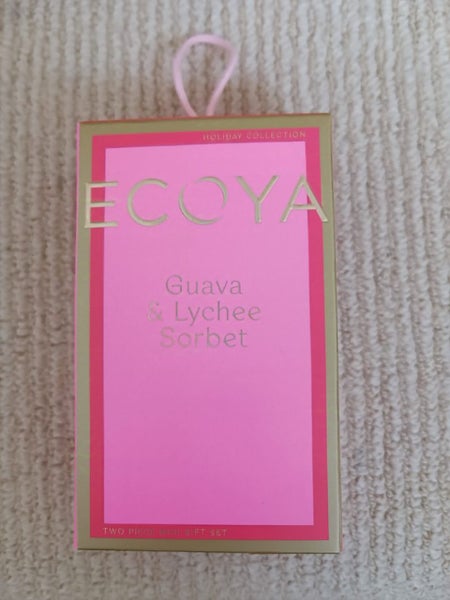 HOLIDAY COLLECTION
ECOYA
Guava
& Lychee
Sorbet
TWO PIECE MINI GIFT SET